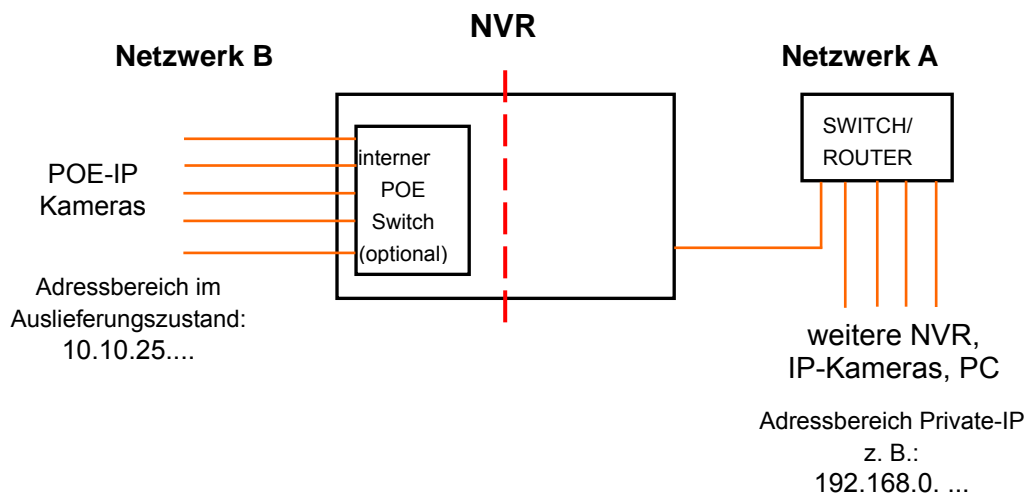 NVR
Netzwerk B
Netzwerk A
interner
POE
Switch
(optional)
POE-IP
Kameras
Adressbereich im
Auslieferungszustand:
10.10.25....
SWITCH/
ROUTER
weitere NVR,
IP-Kameras, PC
Adressbereich Private-IP
z. B.:
192.168.0. ...